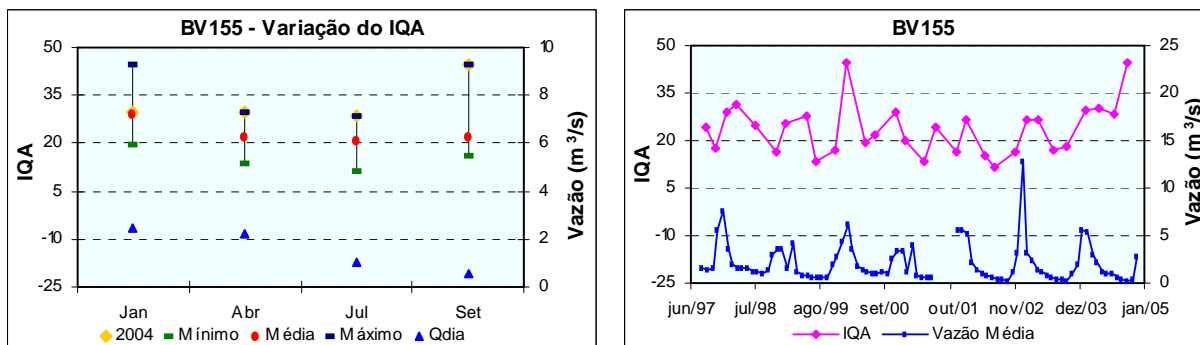 BV155 - Variação do IQA
50
35
20
5
-10
-25
IQA
10
8
6
4
2
0
Vazão (m³/s)
Jan Abr Jul Set
2004 Mínimo Média Máximo Qdia
BV155
50
35
20
5
-10
-25
IQA
25
20
15
10
5
0
Vazão (m³/s)
jun/97 jul/98 ago/99 set/00 out/01 nov/02 dez/03 jan/05
IQA Vazão Média